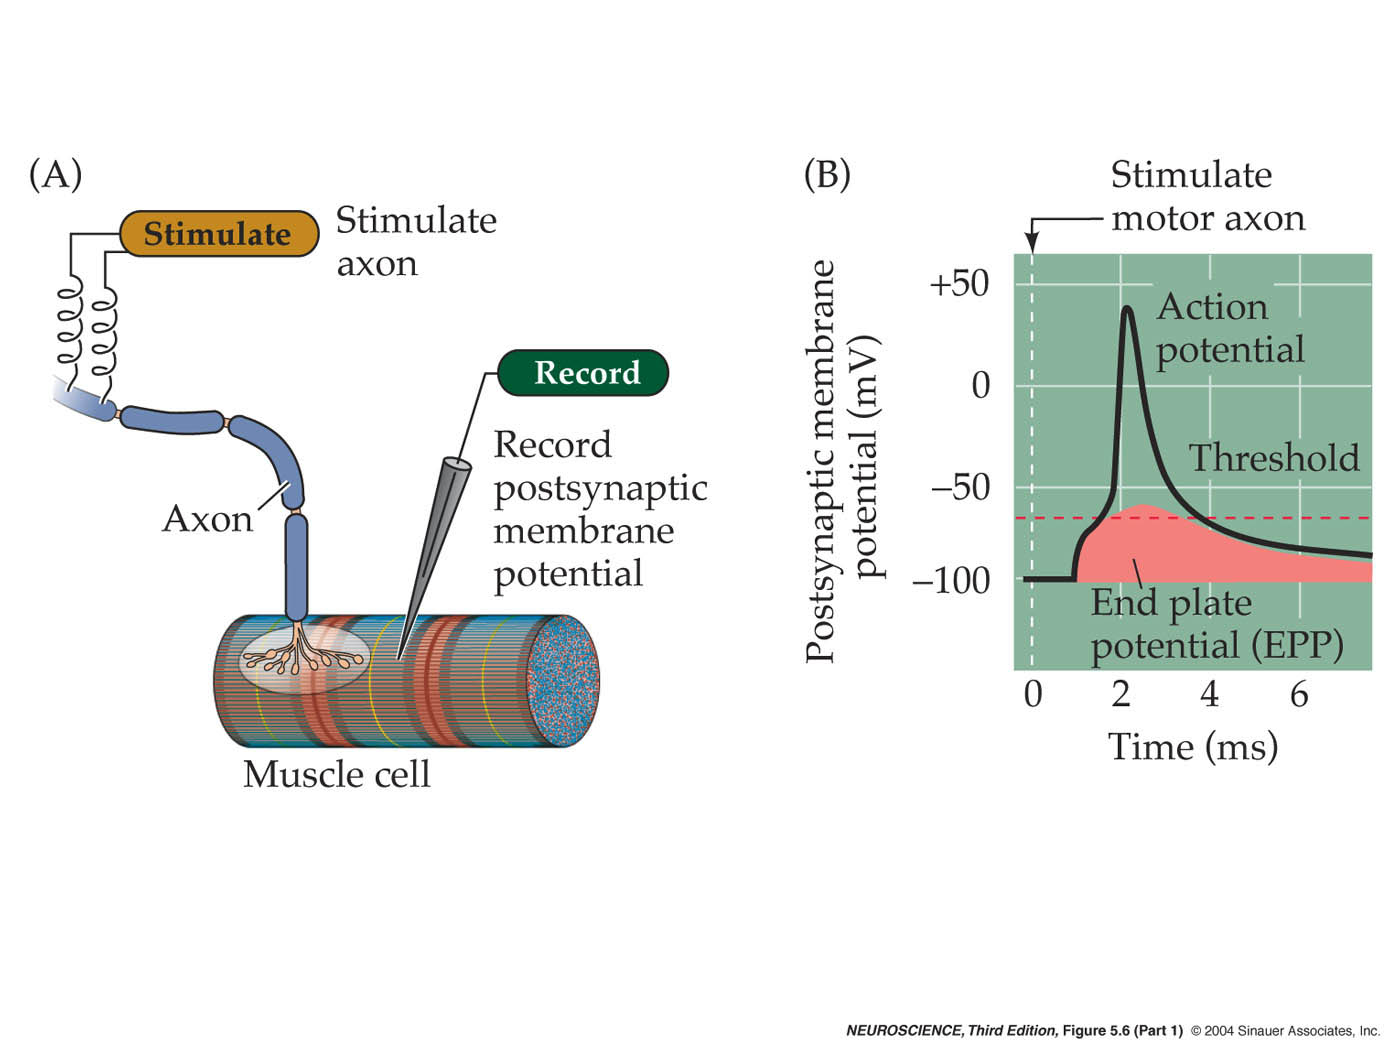 (A)
Stimulate
Stimulate
axon
Record
Record
postsynaptic
membrane
potential
Axon
Muscle cell
(B)
Stimulate
motor axon
Postsynaptic membrane
potential (mV)
+50
0
–50
–100
Action
potential
Threshold
End plate
potential (EPP)
0 2 4 6
Time (ms)
NEUROSCIENCE, Third Edition, Figure 5.6 (Part 1) © 2004 Sinauer Associates, Inc.